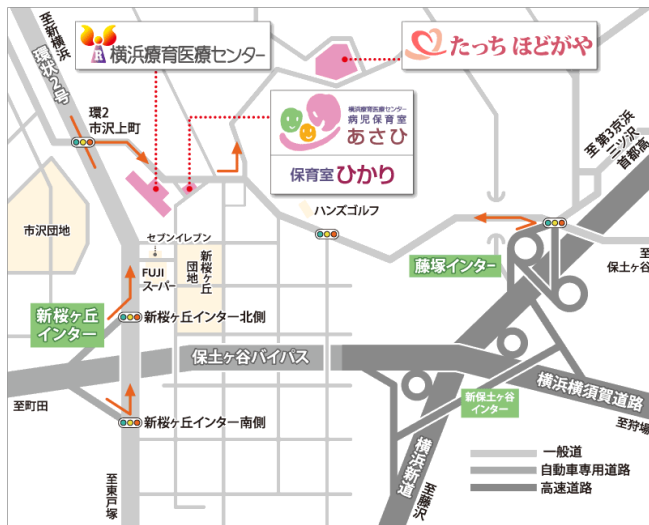 至新横浜
環状2号
横浜療育医療センター
たっち ほどがや
環2
市沢上町
横浜療育医療センター
病児保育室
あさひ
保育室ひかり
至 第3京浜
三ツ沢
首都高
ハンズゴルフ
市沢団地
セブンイレブン
FUJI
スーパー
新桜ヶ丘
団地
藤塚インター
至
保土ヶ谷
新桜ヶ丘
インター
新桜ヶ丘インター北側
保土ヶ谷バイパス
至町田
新保土ヶ谷
インター
横浜横須賀道路
至狩場
新桜ヶ丘インター南側
横浜新道
至東戸塚
至藤沢
一般道
自動車専用道路
高速道路